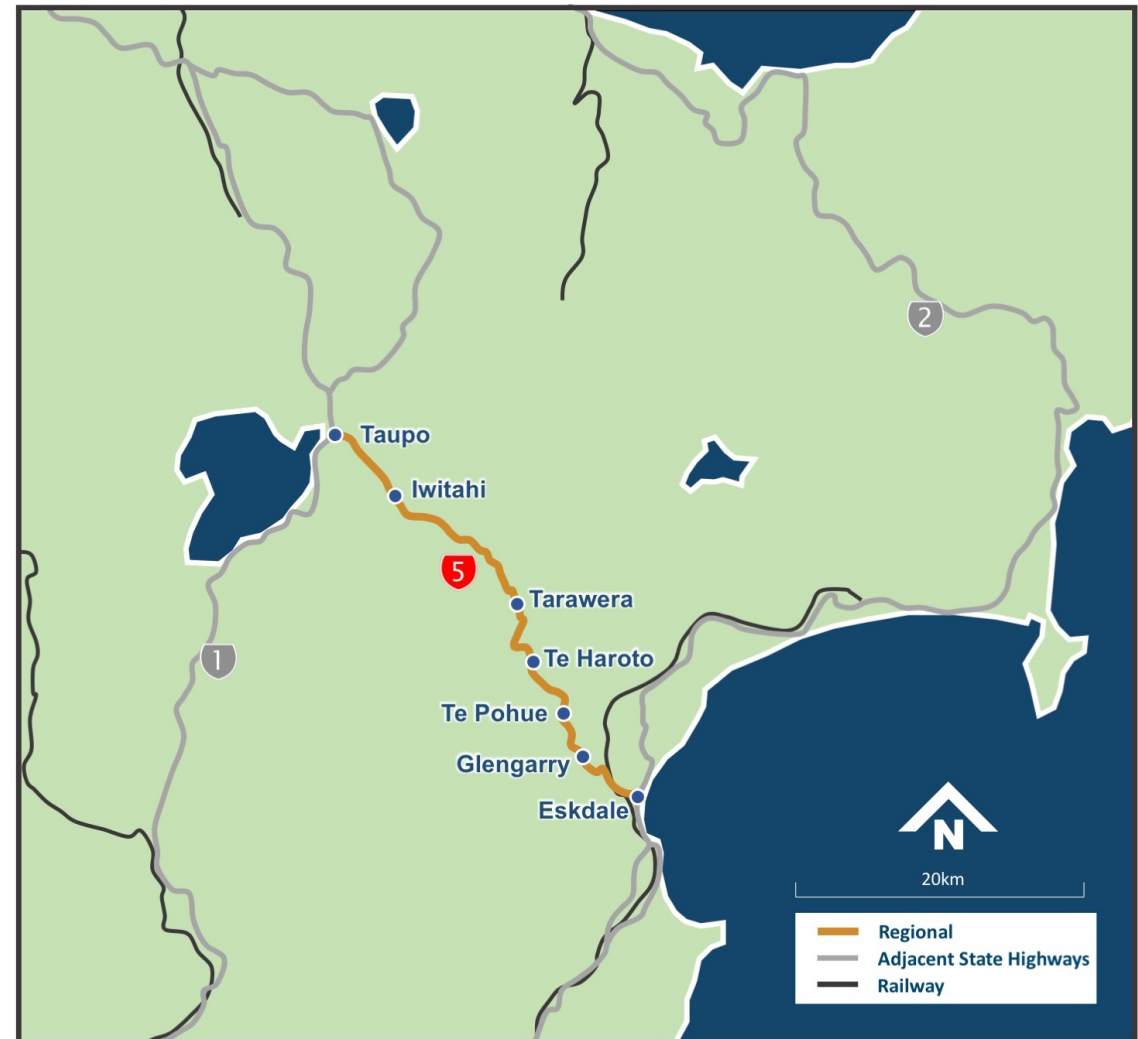 2
Taupo
Iwitahi
5
Tarawera
1
Te Haroto
Te Pohue
Glengarry
Eskdale
N
20km
Regional
Adjacent State Highways
Railway